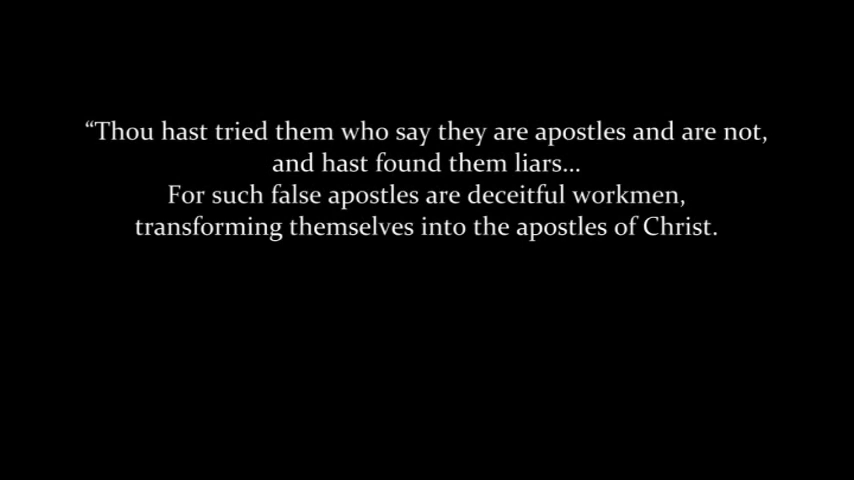 “Thou hast tried them who say they are apostles and are not,
and hast found them liars…
For such false apostles are deceitful workmen,
transforming themselves into the apostles of Christ.